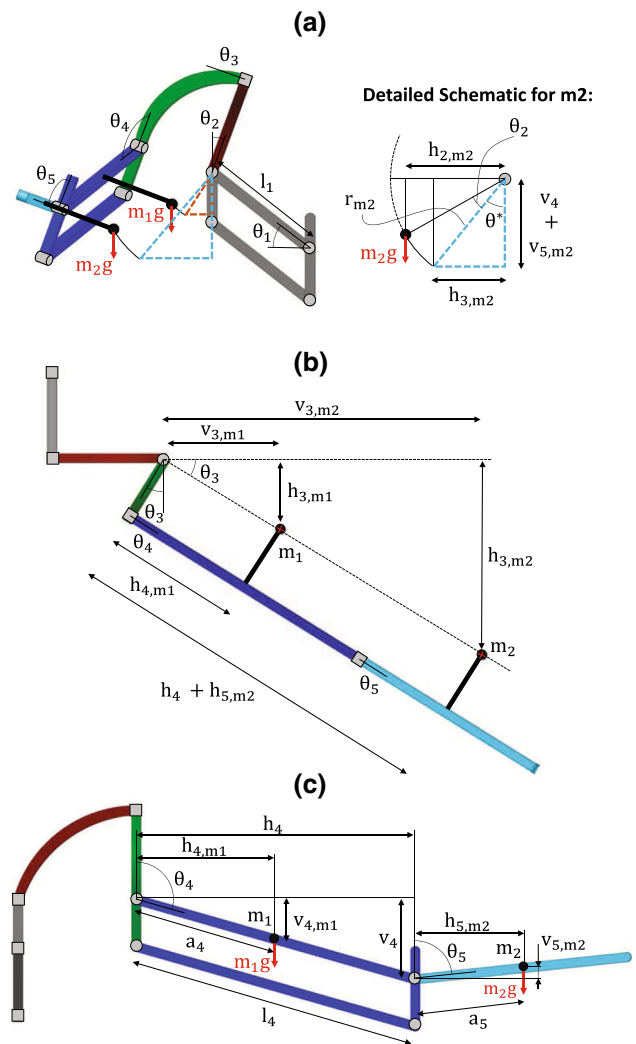 (a)
θ3
θ4
θ2
θ5
l1
m1g
θ1
m2g
Detailed Schematic for m2:
θ2
h2,m2
rm2
θ*
v4
+
v5,m2
m2g
h3,m2
(b)
v3,m2
v3,m1
θ3
h3,m1
θ3
θ4
m1
h3,m2
h4,m1
m2
θ5
h4 + h5,m2
(c)
h4
h4,m1
θ4
m1
v4,m1
v4
h5,m2
a4
θ5
m2
v5,m2
m1g
m2g
l4
a5